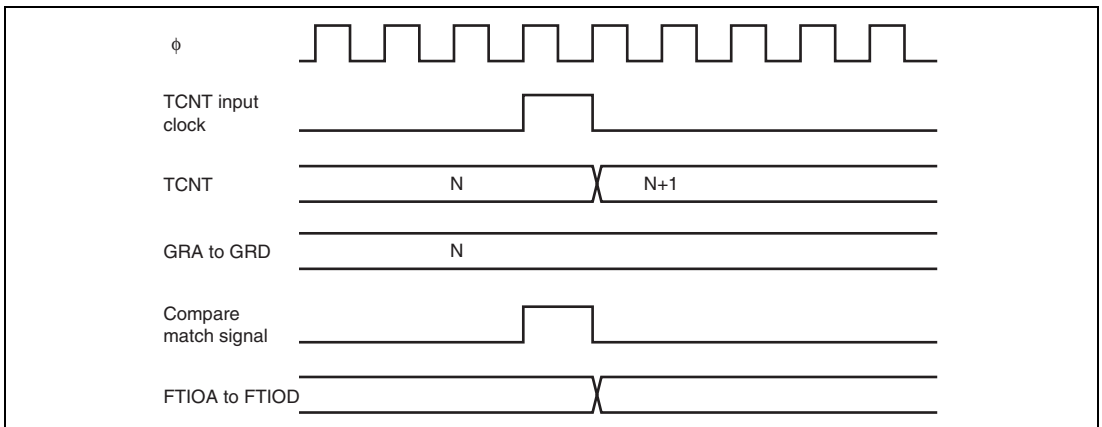 ϕ
TCNT input
clock
TCNT
N
N+1
GRA to GRD
N
Compare
match signal
FTIOA to FTIOD